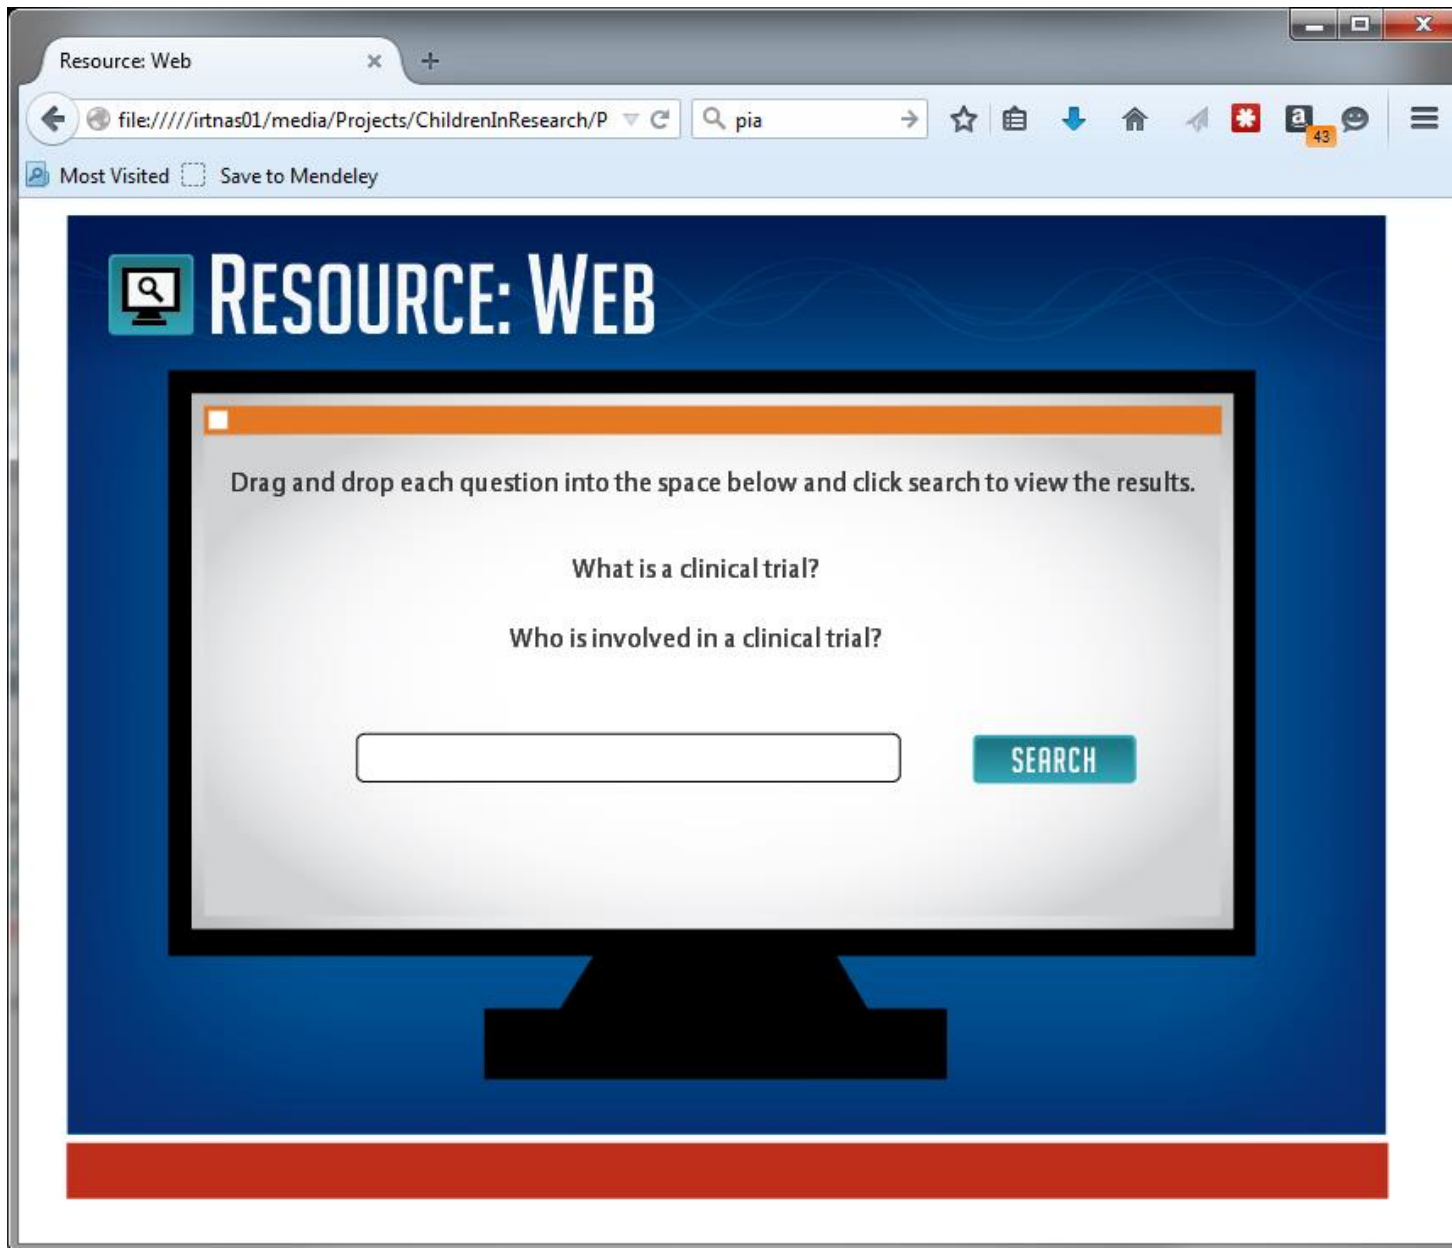 Resource: Web
file://///irtnas01/media/Projects/ChildrenInResearch/P
pia
43
Most Visited
Save to Mendeley
RESOURCE: WEB
Drag and drop each question into the space below and click search to view the results.
What is a clinical trial?
Who is involved in a clinical trial?
SEARCH